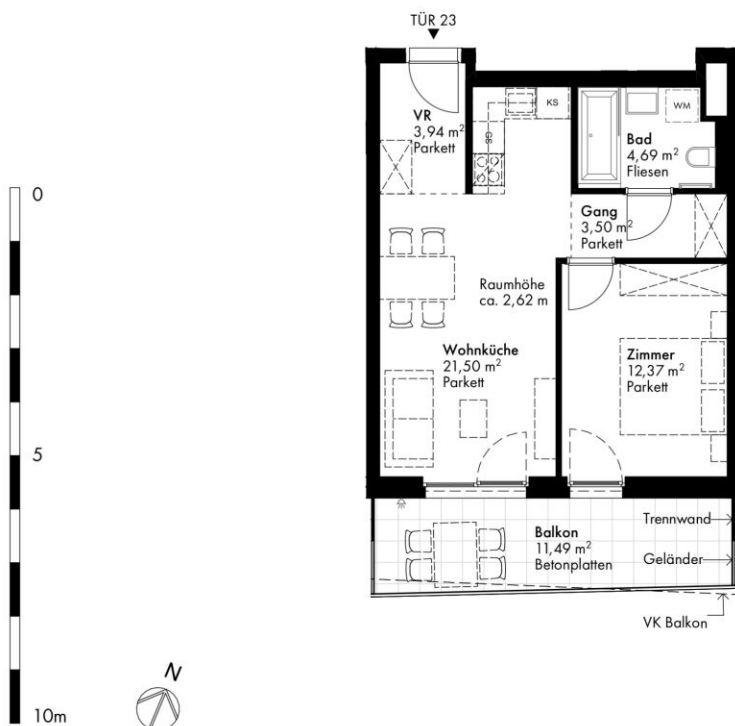 TÜR 23
VR
3,94 m²
Parkett
KS
GS
WM
Bad
4,69 m²
Fliesen
Gang
3,50 m²
Parkett
Raumhöhe
ca. 2,62 m
Wohnküche
21,50 m²
Parkett
Zimmer
12,37 m²
Parkett
Balkon
11,49 m²
Betonplatten
Trennwand
Geländer
VK Balkon
0
5
10m
N